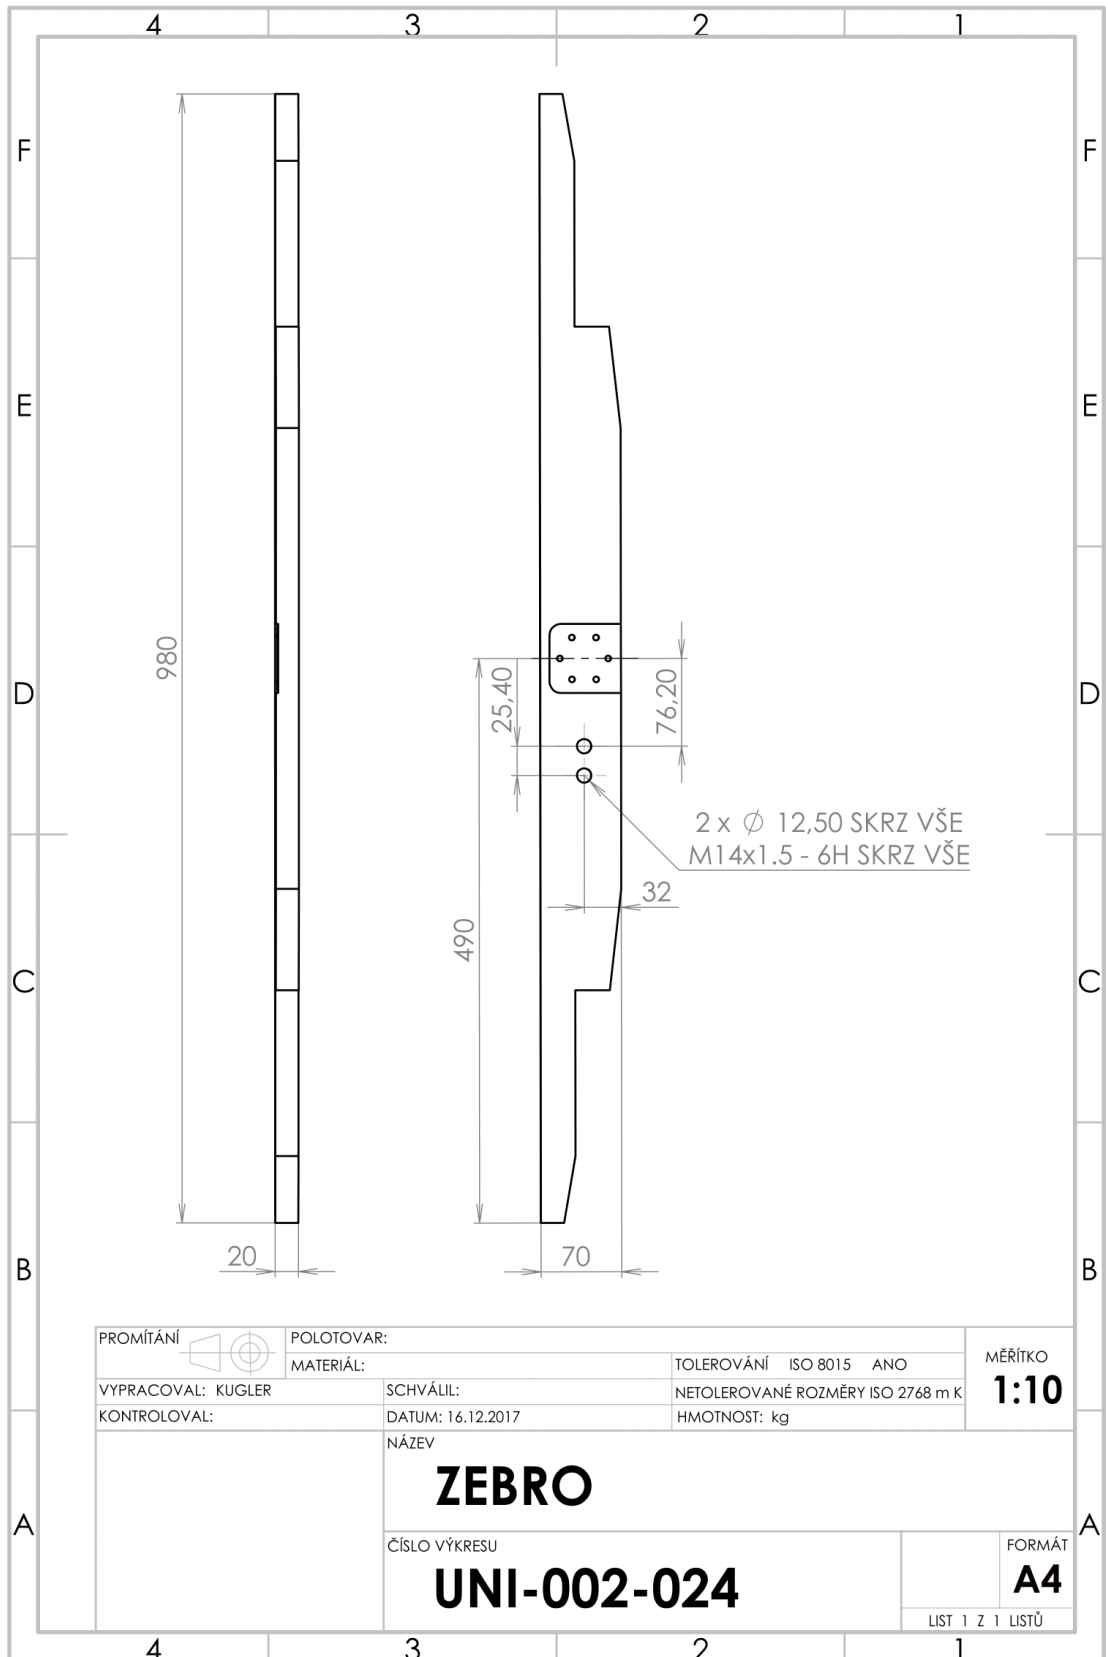 4 3 2 1
F F
E E
D D
C C
B B
A A
980
25,40
76,20
2 x ∅ 12,50 SKRZ VŠE
M14x1.5 - 6H SKRZ VŠE
32
490
20
70
PROMÍTÁNÍ
POLOTOVAR:
MATERIÁL:
TOLEROVÁNÍ ISO 8015 ANO
MĚŘÍTKO
1:10
VYPRACOVAL: KUGLER
SCHVÁLIL:
NETOLEROVANÉ ROZMĚRY ISO 2768 m K
KONTROLOVAL:
DATUM: 16.12.2017
HMOTNOST: kg
NÁZEV
ZEBRO
ČÍSLO VÝKRESU
UNI-002-024
FORMÁT
A4
LIST 1 Z 1 LISTŮ
4 3 2 1